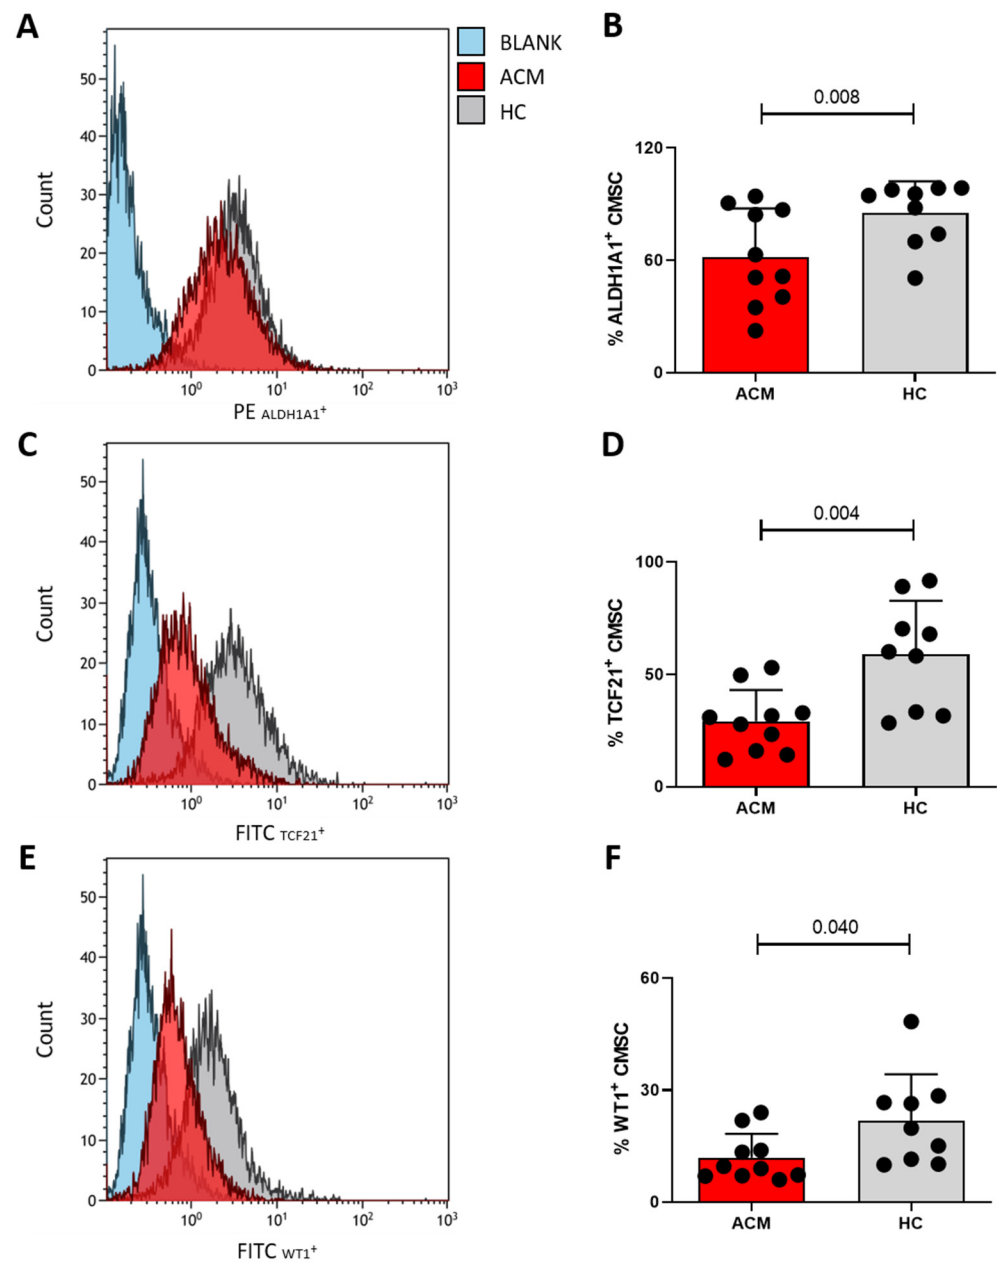 A
BLANK
ACM
HC
Count
50
40
30
20
10
0
10⁰
10¹
10²
10³
PE ALDH1A1⁺
B
0.008
% ALDH1A1⁺ CMSC
120
60
0
ACM
HC
C
Count
50
40
30
20
10
0
10⁰
10¹
10²
10³
FITC TCF21⁺
D
0.004
% TCF21⁺ CMSC
100
50
0
ACM
HC
E
Count
50
40
30
20
10
0
10⁰
10¹
10²
10³
FITC WT1⁺
F
0.040
% WT1⁺ CMSC
60
30
0
ACM
HC